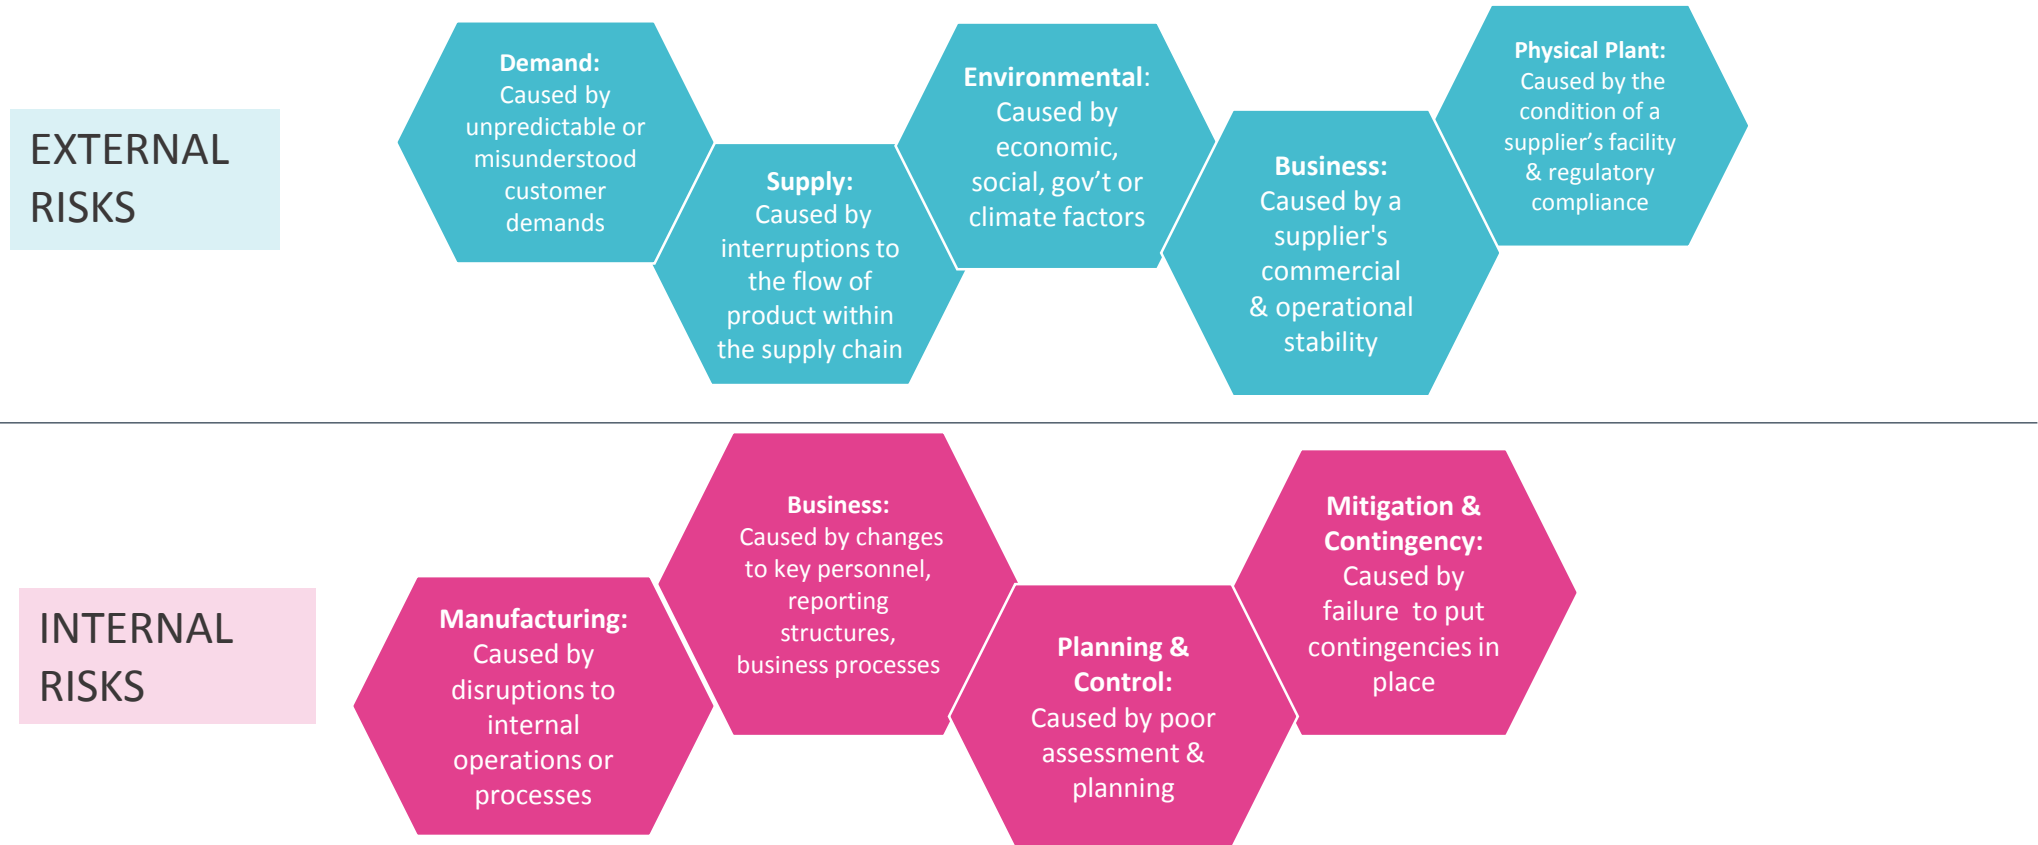 EXTERNAL
RISKS
Demand:
Caused by
unpredictable or
misunderstood
customer
demands
Supply:
Caused by
interruptions to
the flow of
product within
the supply chain
Environmental:
Caused by
economic,
social, gov’t or
climate factors
Business:
Caused by a
supplier's
commercial
& operational
stability
Physical Plant:
Caused by the
condition of a
supplier’s facility
& regulatory
compliance
INTERNAL
RISKS
Manufacturing:
Caused by
disruptions to
internal
operations or
processes
Business:
Caused by changes
to key personnel,
reporting
structures,
business processes
Planning &
Control:
Caused by poor
assessment &
planning
Mitigation &
Contingency:
Caused by
failure to put
contingencies in
place